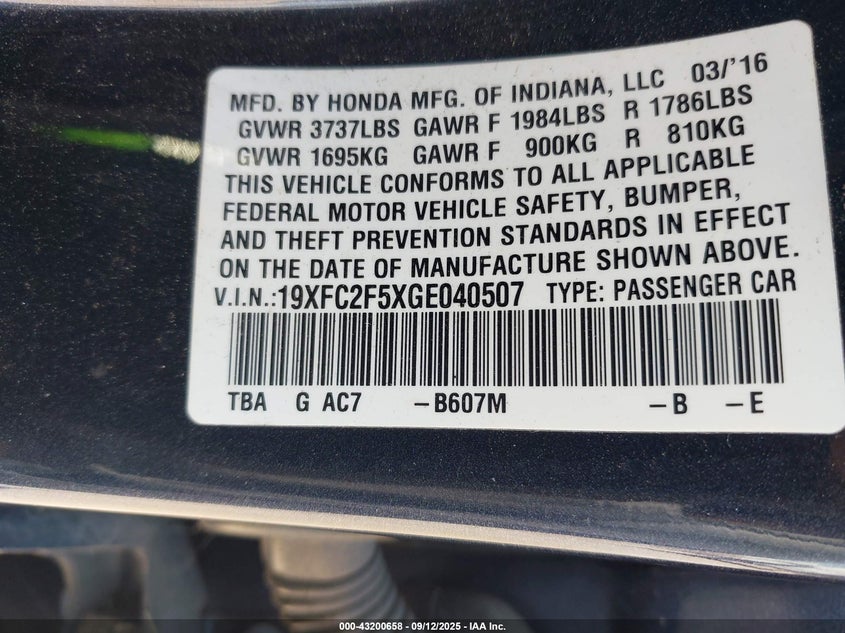 MFD. BY HONDA MFG. OF INDIANA, LLC 03/'16
GVWR 3737LBS GAWR F 1984LBS R 1786LBS
GVWR 1695KG GAWR F 900KG R 810KG
THIS VEHICLE CONFORMS TO ALL APPLICABLE
FEDERAL MOTOR VEHICLE SAFETY, BUMPER,
AND THEFT PREVENTION STANDARDS IN EFFECT
ON THE DATE OF MANUFACTURE SHOWN ABOVE.
V.I.N.:19XFC2F5XGE040507 TYPE: PASSENGER CAR
TBA G AC7 -B607M -B -E
000-43200658 - 09/12/2025 - IAA Inc.